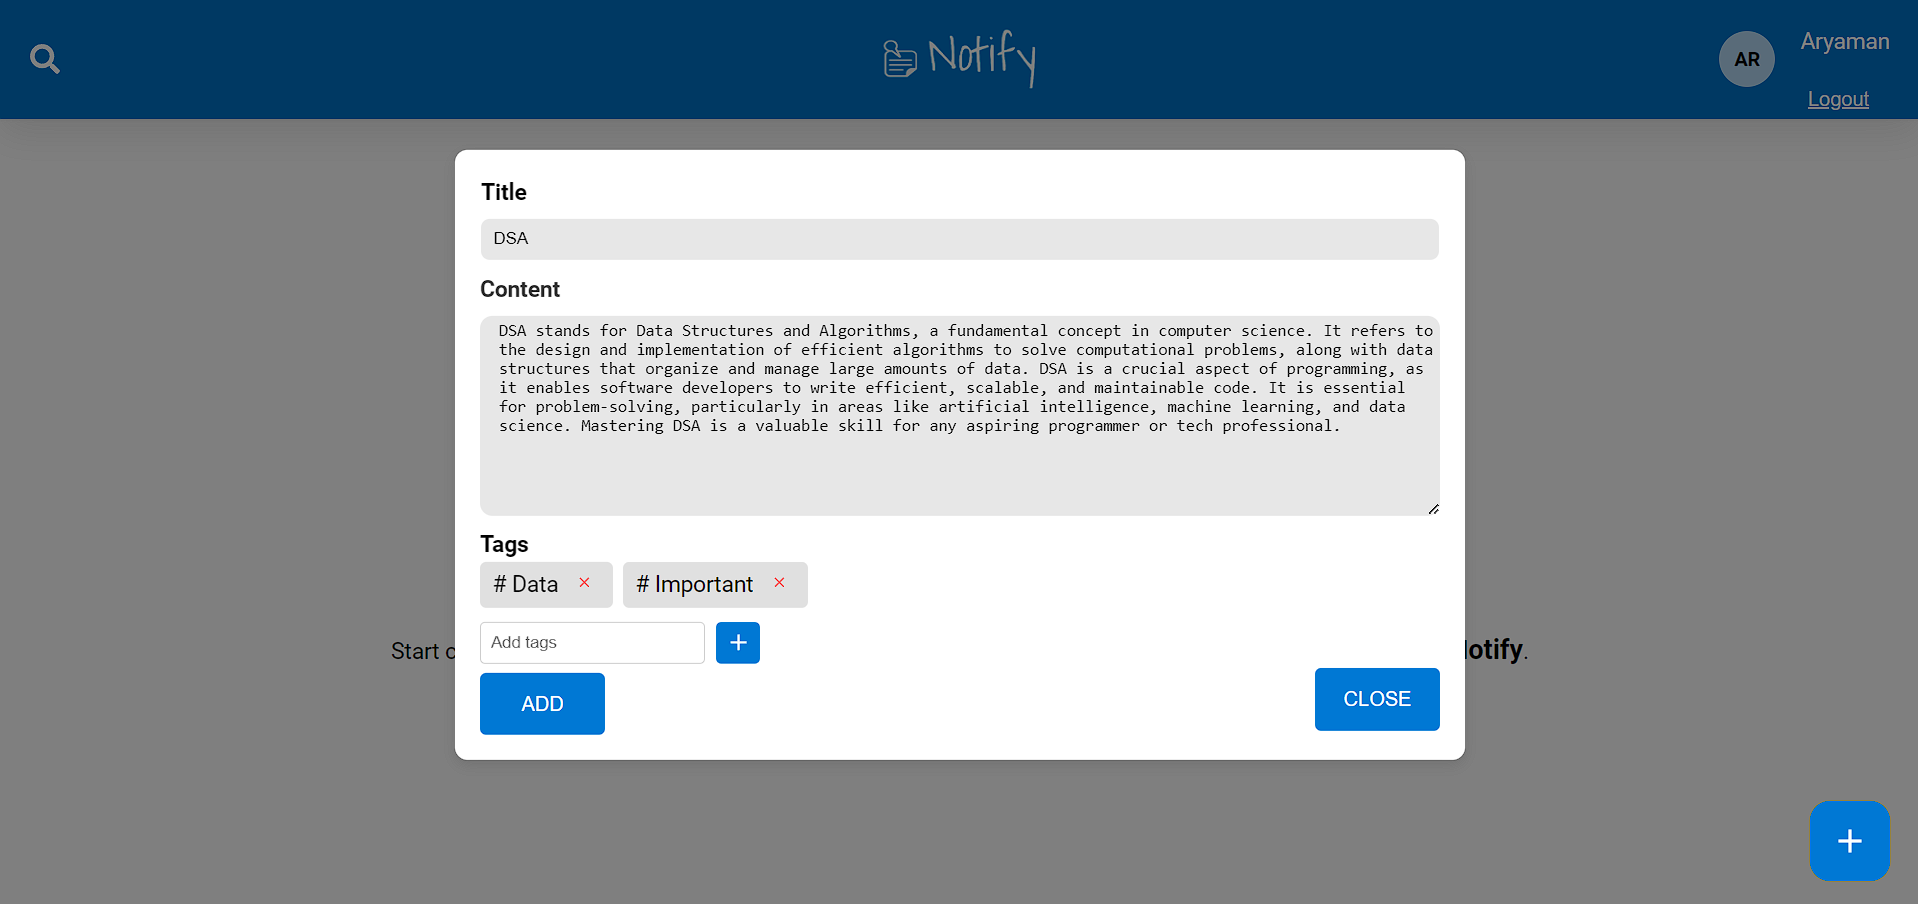 Notify
AR
Aryaman
Logout
Title
DSA
Content
DSA stands for Data Structures and Algorithms, a fundamental concept in computer science. It refers to
the design and implementation of efficient algorithms to solve computational problems, along with data
structures that organize and manage large amounts of data. DSA is a crucial aspect of programming, as
it enables software developers to write efficient, scalable, and maintainable code. It is essential
for problem-solving, particularly in areas like artificial intelligence, machine learning, and data
science. Mastering DSA is a valuable skill for any aspiring programmer or tech professional.
Tags
# Data × # Important ×
Add tags +
Start
ADD CLOSE
+